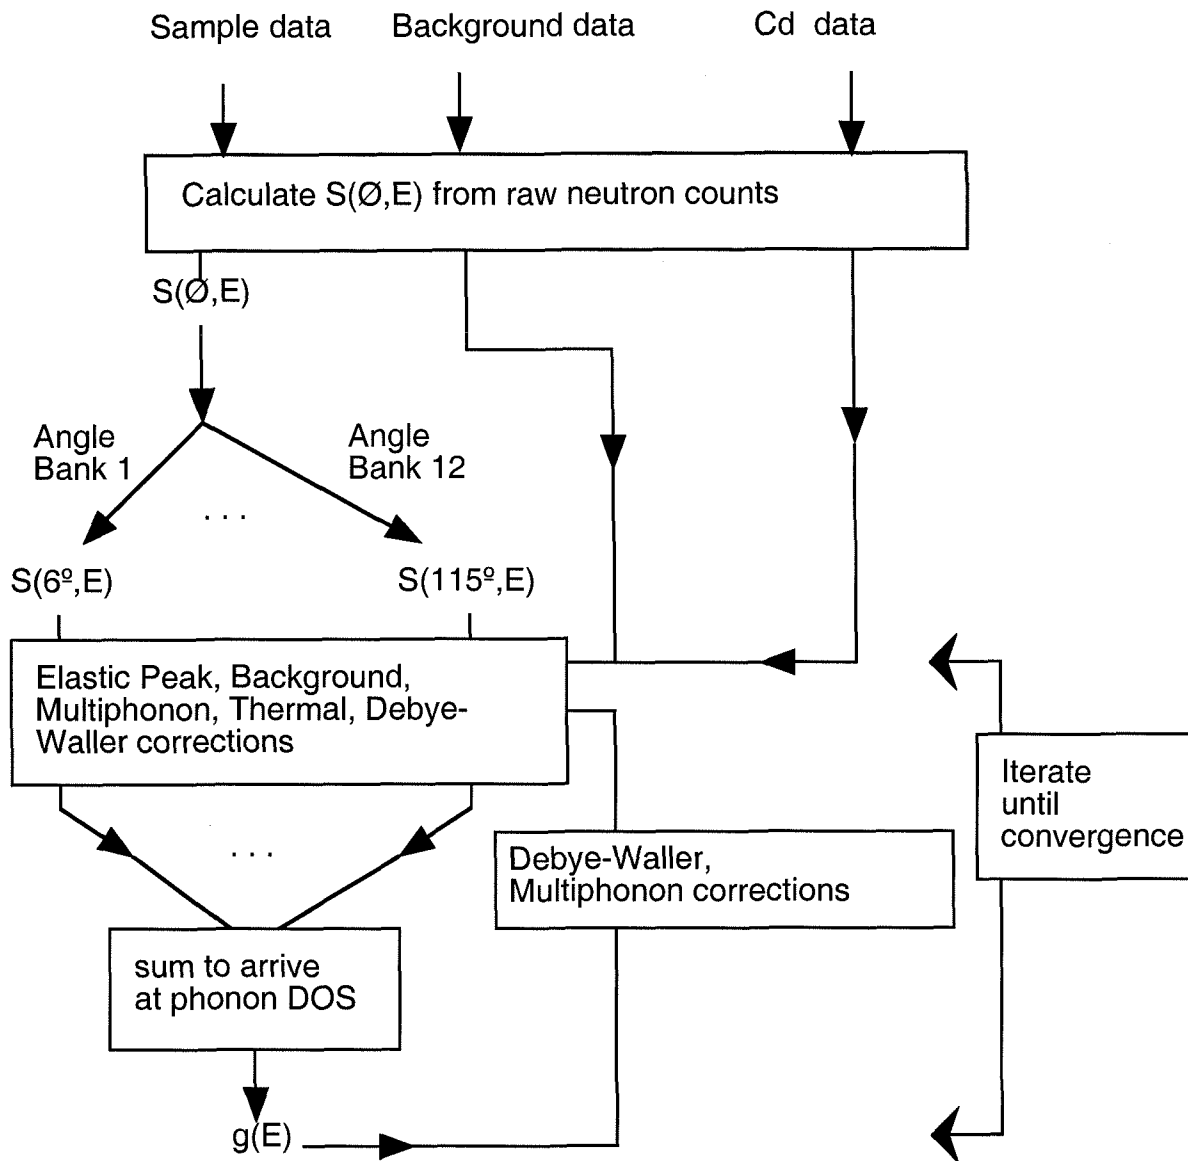 Sample data
Background data
Cd data
Calculate S(Ø,E) from raw neutron counts
S(Ø,E)
Angle
Bank 1
Angle
Bank 12
. . .
S(6º,E)
S(115º,E)
Elastic Peak, Background,
Multiphonon, Thermal, Debye-
Waller corrections
Iterate
until
convergence
. . .
Debye-Waller,
Multiphonon corrections
sum to arrive
at phonon DOS
g(E)